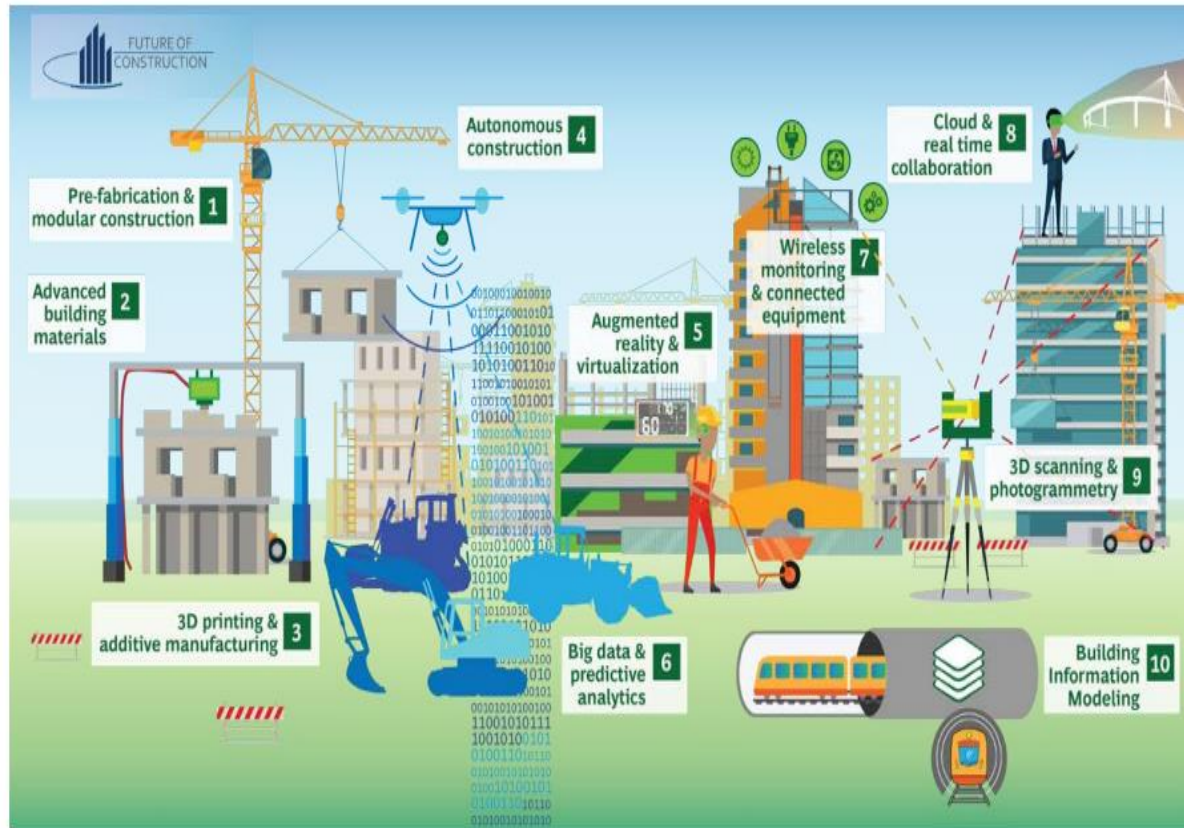 FUTURE OF
CONSTRUCTION
Pre-fabrication &
modular construction
1
Advanced
building
materials
2
3D printing &
additive manufacturing
3
Autonomous
construction
4
Augmented
reality &
virtualization
5
60
Big data &
predictive
analytics
6
Wireless
monitoring
& connected
equipment
7
Cloud &
real time
collaboration
8
3D scanning &
photogrammetry
9
Building
Information
Modeling
10